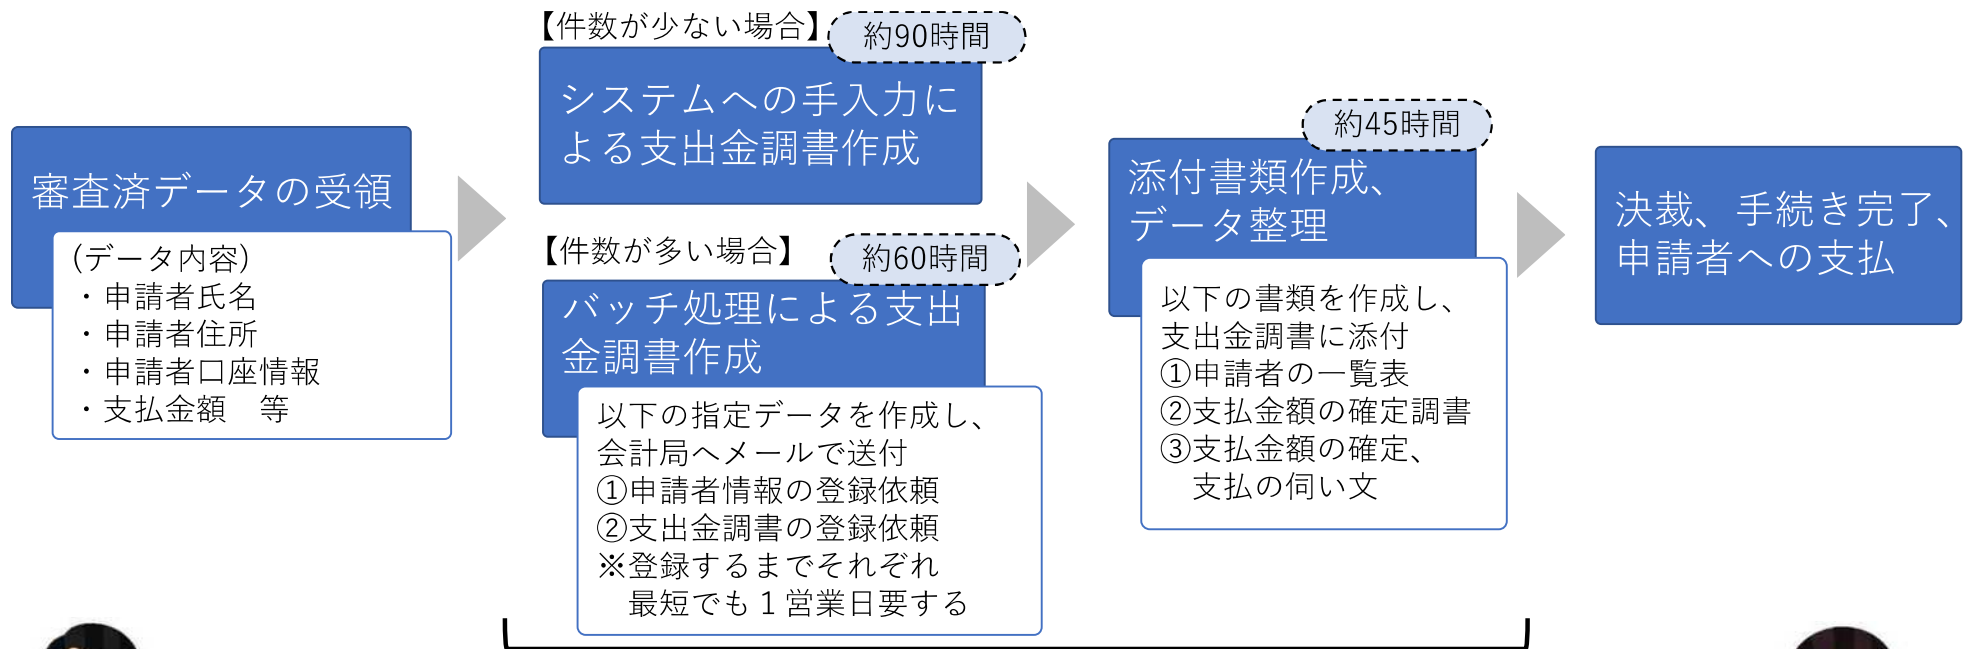 審査済データの受領
（データ内容）
・申請者氏名
・申請者住所
・申請者口座情報
・支払金額　等
【件数が少ない場合】
約90時間
システムへの手入力に
よる支出金調書作成
【件数が多い場合】
約60時間
バッチ処理による支出
金調書作成
以下の指定データを作成し、
会計局へメールで送付
①申請者情報の登録依頼
②支出金調書の登録依頼
※登録するまでそれぞれ
最短でも１営業日要する
約45時間
添付書類作成、
データ整理
以下の書類を作成し、
支出金調書に添付
①申請者の一覧表
②支払金額の確定調書
③支払金額の確定、
支払の伺い文
決裁、手続き完了、
申請者への支払